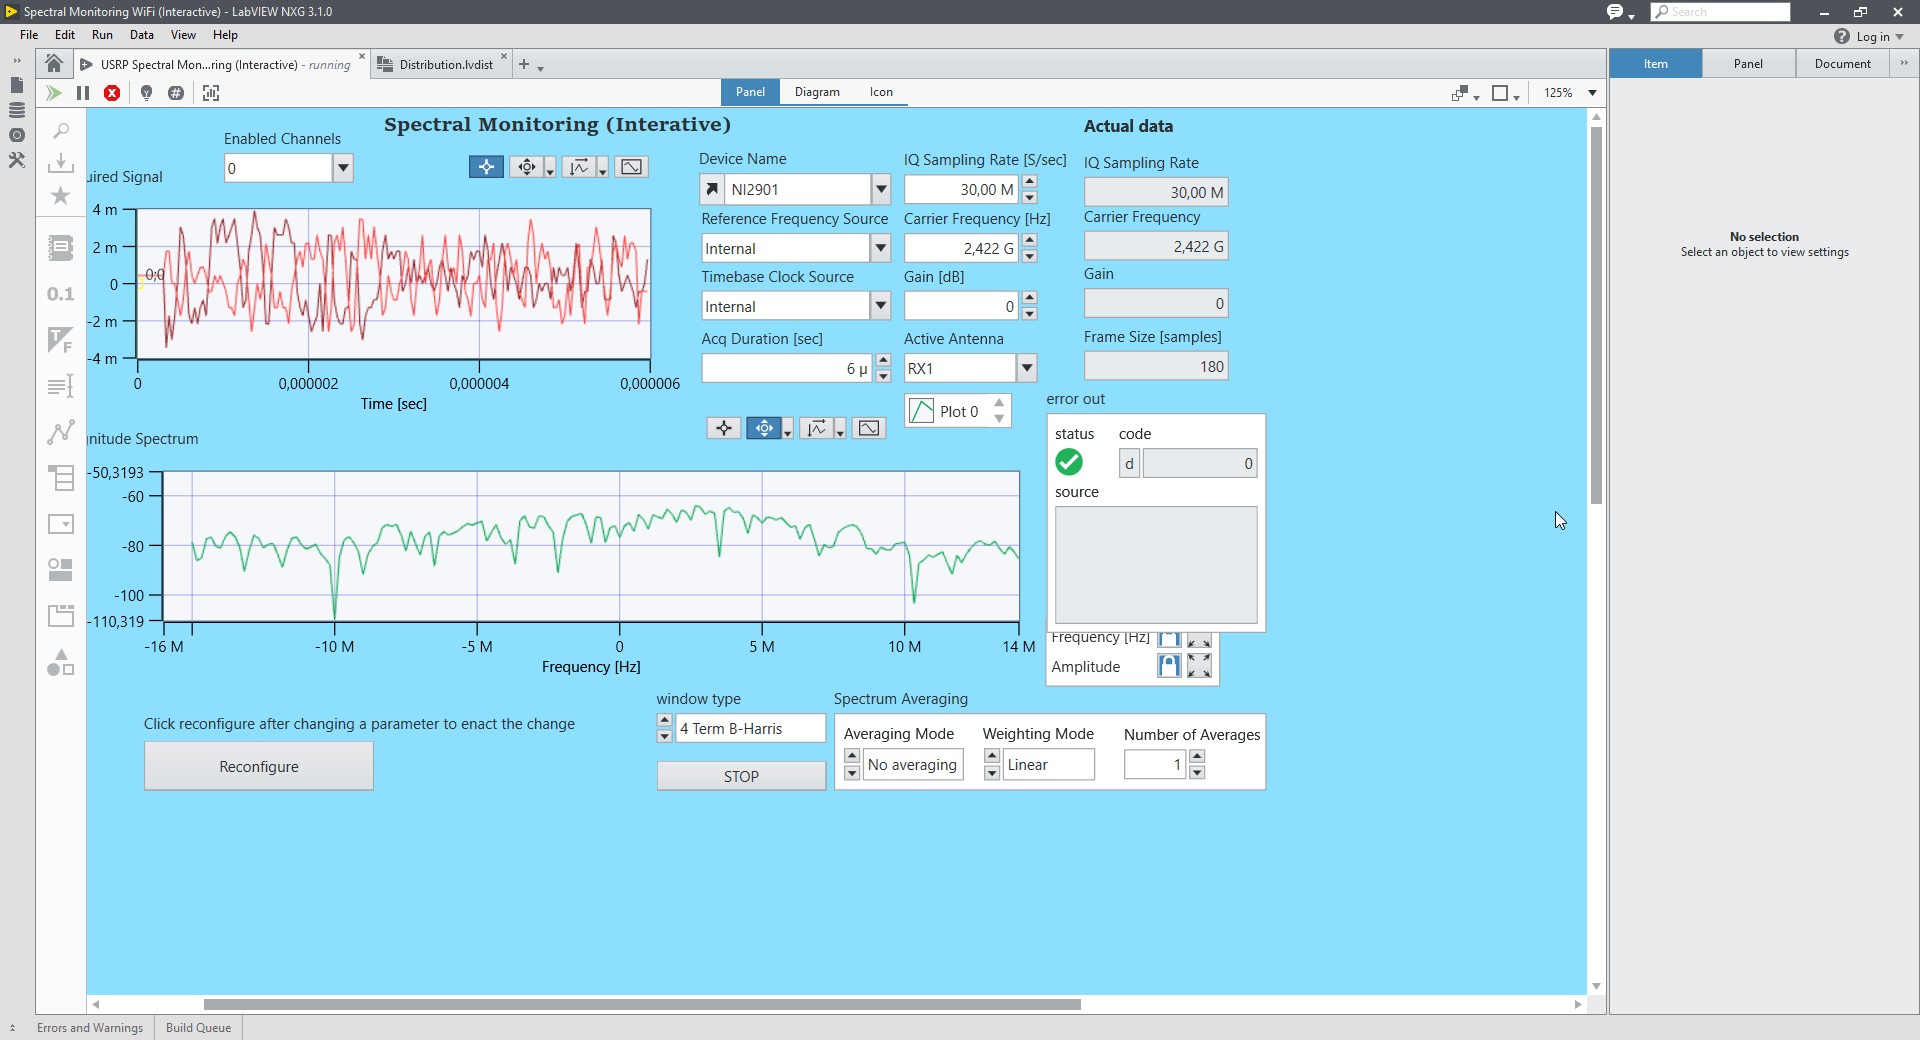 Spectral Monitoring WiFi (Interactive) - LabVIEW NXG 3.1.0
Search
File Edit Run Data View Help
Log in
USRP Spectral Mon...ring (Interactive) - running
Distribution.lvdist
Item Panel Document
Panel Diagram Icon
125%
Spectral Monitoring (Interative)
Actual data
Enabled Channels
0
uired Signal
4 m
2 m
0
-2 m
-4 m
0;0
0 0,000002 0,000004 0,000006
Time [sec]
Device Name
NI2901
IQ Sampling Rate [S/sec]
30,00 M
IQ Sampling Rate
30,00 M
Reference Frequency Source
Internal
Carrier Frequency [Hz]
2,422 G
Carrier Frequency
2,422 G
Timebase Clock Source
Internal
Gain [dB]
0
Gain
0
Acq Duration [sec]
6 µ
Active Antenna
RX1
Frame Size [samples]
180
Plot 0
error out
status code
d 0
source
No selection
Select an object to view settings
0.1
T
F
nitude Spectrum
-50,3193
-60
-80
-100
-110,319
-16 M -10 M -5 M 0 5 M 10 M 14 M
Frequency [Hz]
Frequency [Hz]
Amplitude
Click reconfigure after changing a parameter to enact the change
Reconfigure
window type
4 Term B-Harris
STOP
Spectrum Averaging
Averaging Mode Weighting Mode Number of Averages
No averaging Linear 1
Errors and Warnings Build Queue